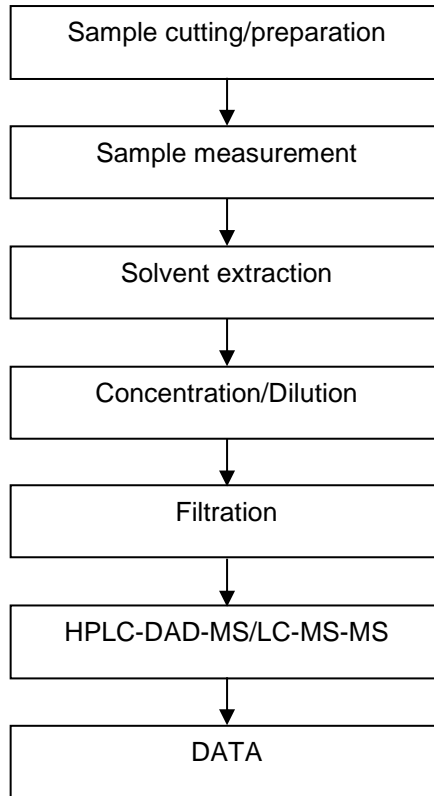 Sample cutting/preparation
Sample measurement
Solvent extraction
Concentration/Dilution
Filtration
HPLC-DAD-MS/LC-MS-MS
DATA